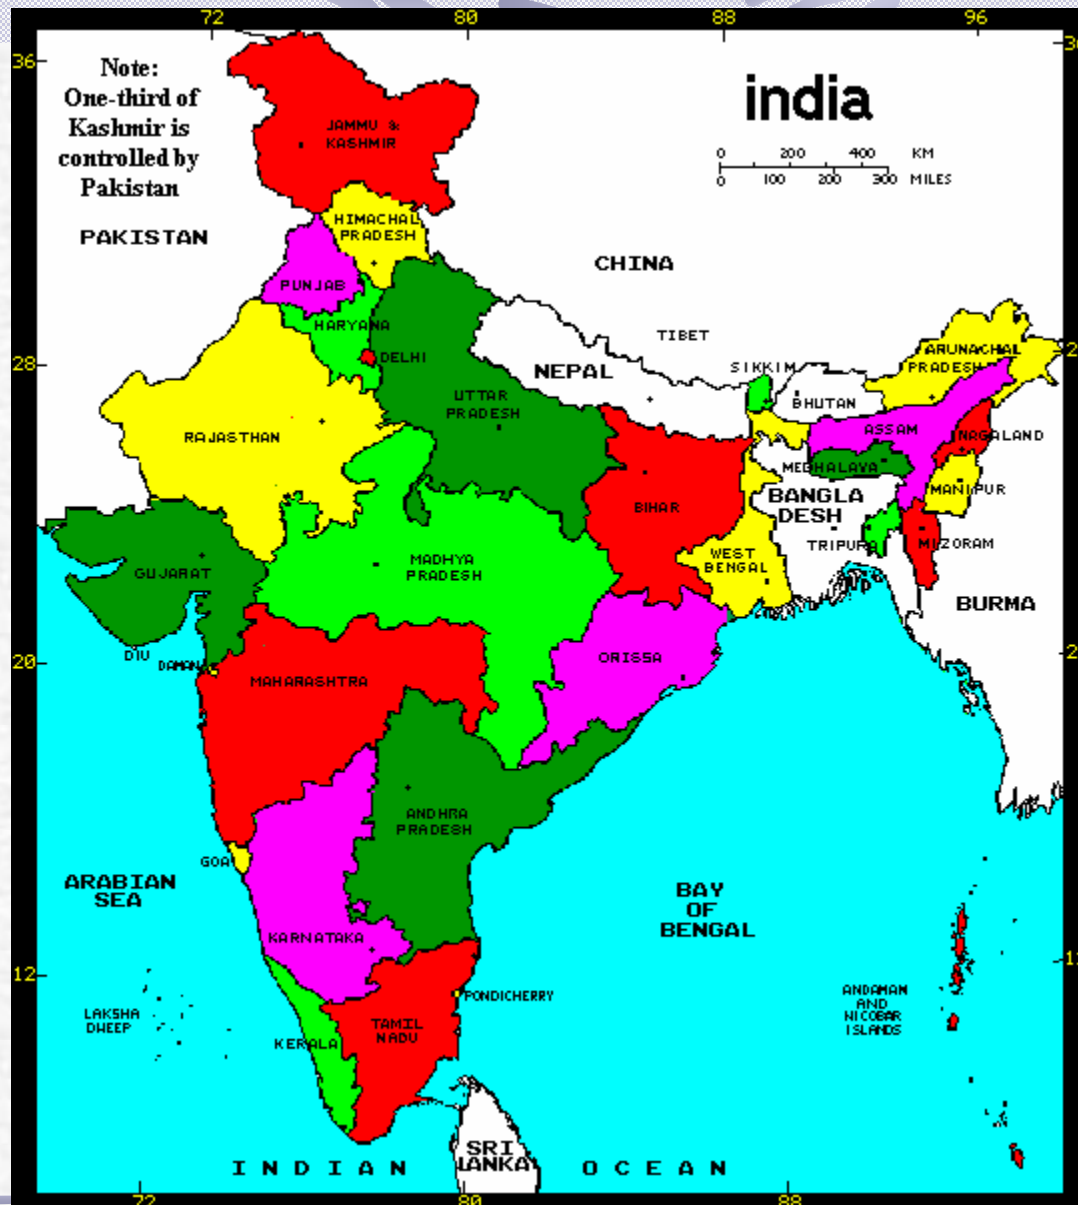 72 80 88 96
36
Note:
One-third of
Kashmir is
controlled by
Pakistan
india
0 200 400 KM
0 100 200 300 MILES
JAMMU &
KASHMIR
HIMACHAL
PRADESH
PAKISTAN
CHINA
PUNJAB
HARYANA
TIBET
DELHI
28
NEPAL
SIKKIM
ARUNACHAL
PRADESH
BHUTAN
UTTAR
PRADESH
RAJASTHAN
ASSAM
NAGALAND
MEGHALAYA
MANIPUR
BANGLA
DESH
BIHAR
TRIPURA
MIZORAM
WEST
BENGAL
MADHYA
PRADESH
GUJARAT
BURMA
DIU
DAMAN
20
ORISSA
MAHARASHTRA
ANDHRA
PRADESH
GOA
ARABIAN
SEA
BAY
OF
BENGAL
KARNATAKA
12
PONDICHERRY
ANDAMAN
AND
NICOBAR
ISLANDS
LAKSHA
DWEEP
TAMIL
NADU
KERALA
SRI
LANKA
INDIAN OCEAN
72 80 88